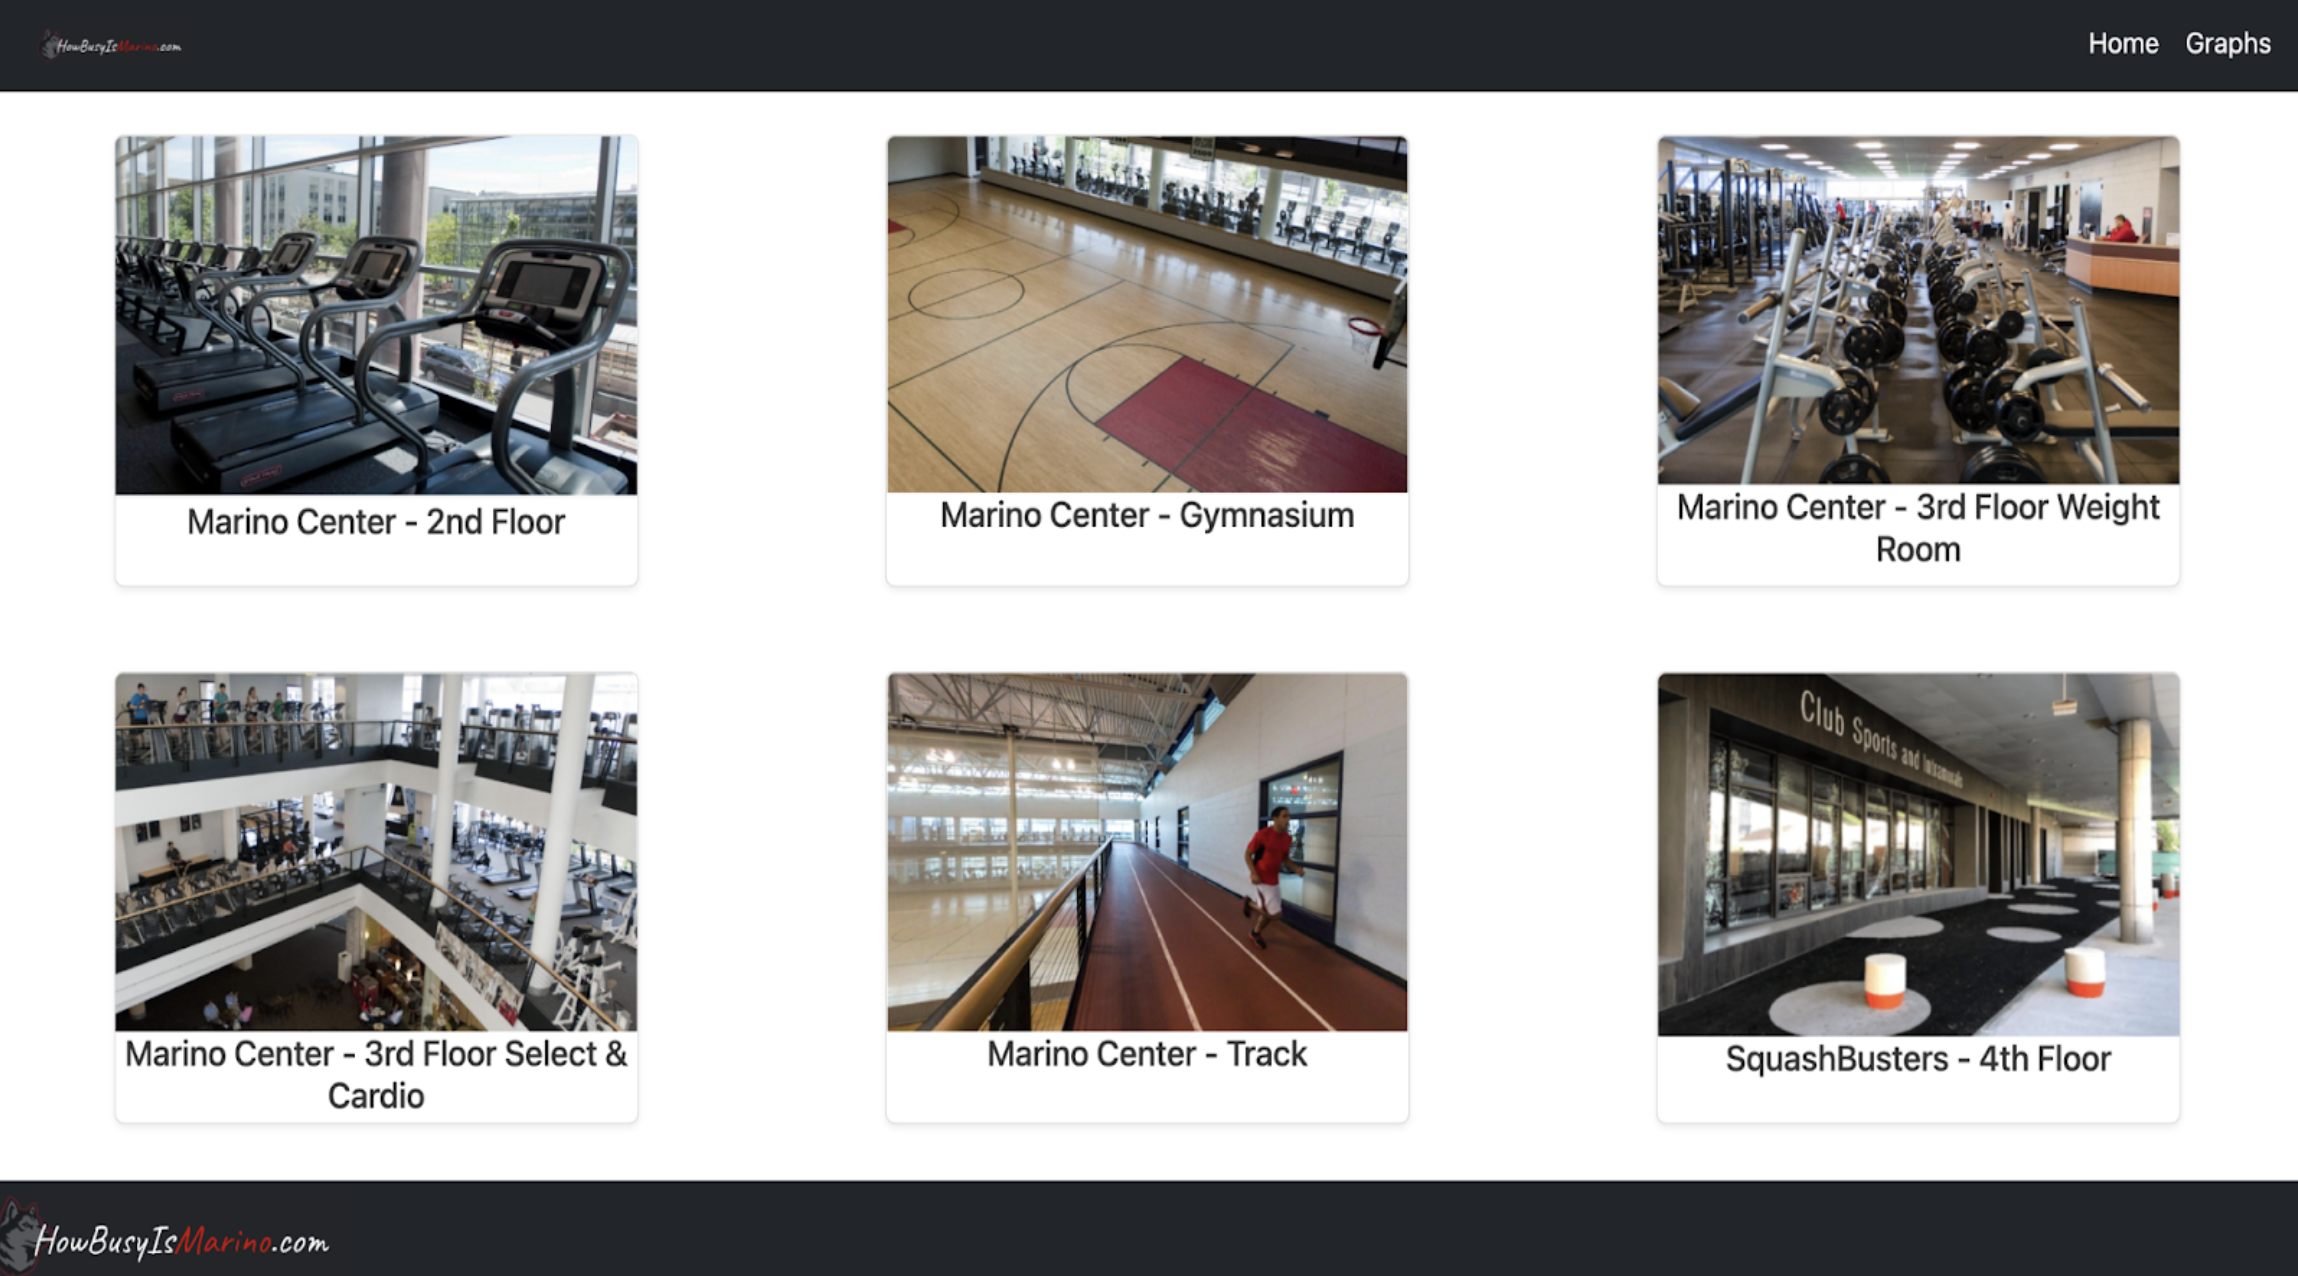 HowBusyIsMarino.com
Home Graphs
Marino Center - 2nd Floor
Marino Center - Gymnasium
Marino Center - 3rd Floor Weight
Room
Club Sports and Intramurals
Marino Center - 3rd Floor Select &
Cardio
Marino Center - Track
SquashBusters - 4th Floor
HowBusyIsMarino.com